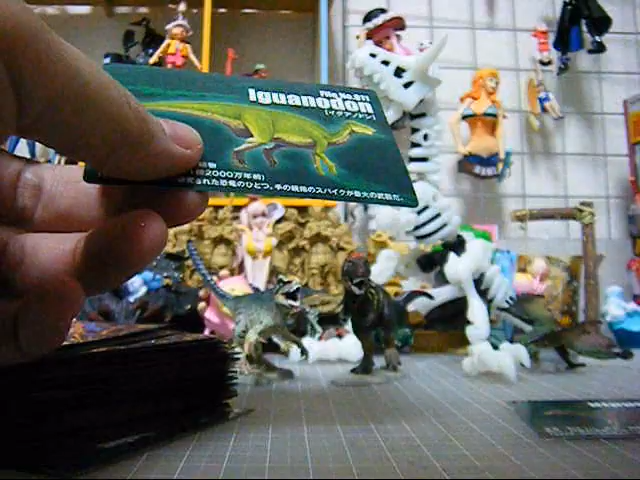 File No.071
Iguanodon
(イグアノドン)
億2000万年前)
された恐竜のひとつ。手の親指のスパイクが最大の武器だ。